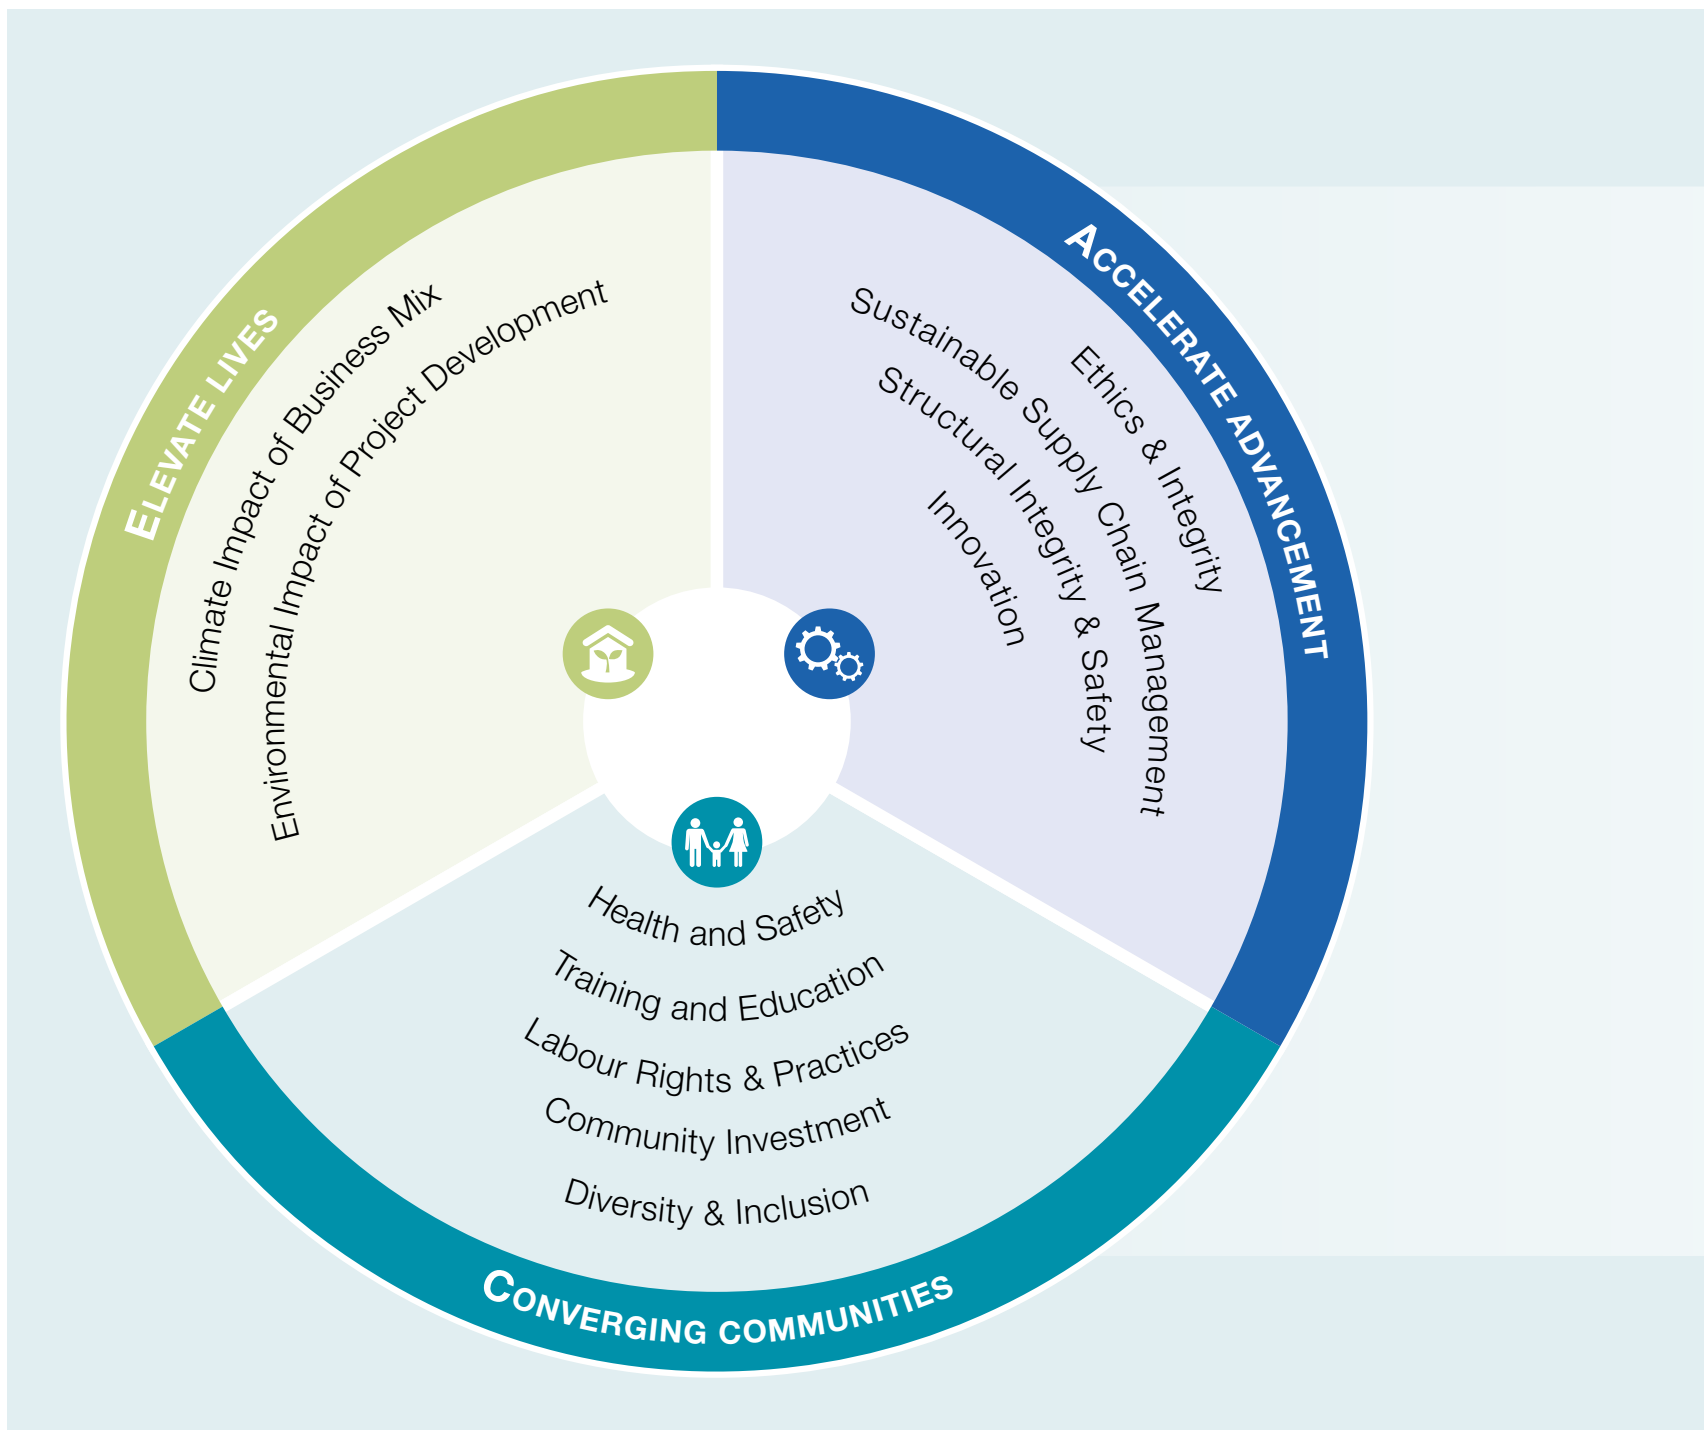 ELEVATE LIVES
Climate Impact of Business Mix
Environmental Impact of Project Development
ACCELERATE ADVANCEMENT
Ethics & Integrity
Sustainable Supply Chain Management
Structural Integrity & Safety
Innovation
Health and Safety
Training and Education
Labour Rights & Practices
Community Investment
Diversity & Inclusion
CONVERGING COMMUNITIES